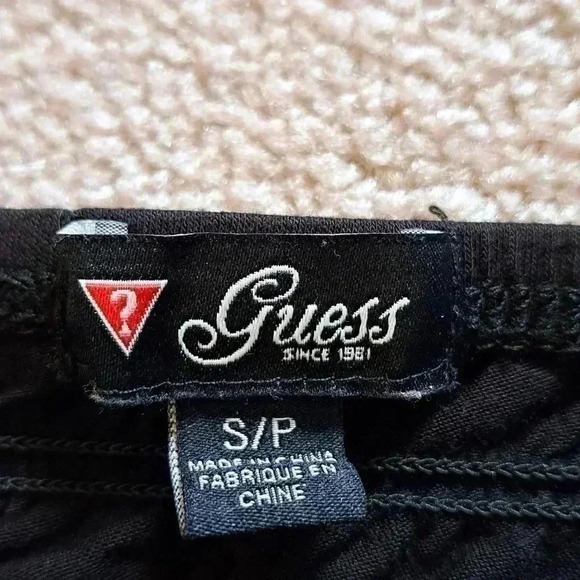 ?
Guess
SINCE 1981
S/P
MADE IN CHINA
FABRIQUE EN
CHINE